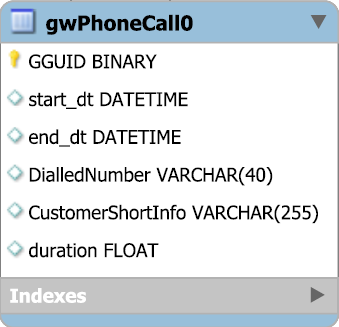 gwPhoneCall0
GGUID BINARY
start_dt DATETIME
end_dt DATETIME
DialledNumber VARCHAR(40)
CustomerShortInfo VARCHAR(255)
duration FLOAT
Indexes